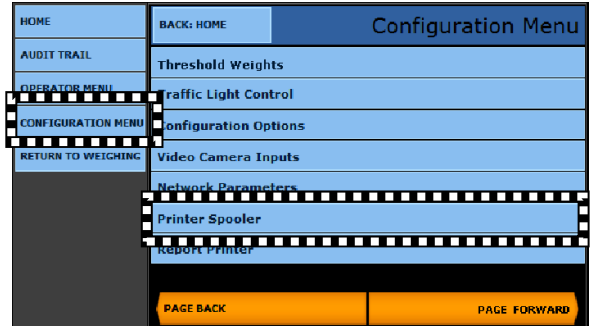 HOME
AUDIT TRAIL
OPERATOR MENU
CONFIGURATION MENU
RETURN TO WEIGHING
BACK: HOME
Configuration Menu
Threshold Weights
Traffic Light Control
Configuration Options
Video Camera Inputs
Network Parameters
Printer Spooler
Report Printer
PAGE BACK
PAGE FORWARD